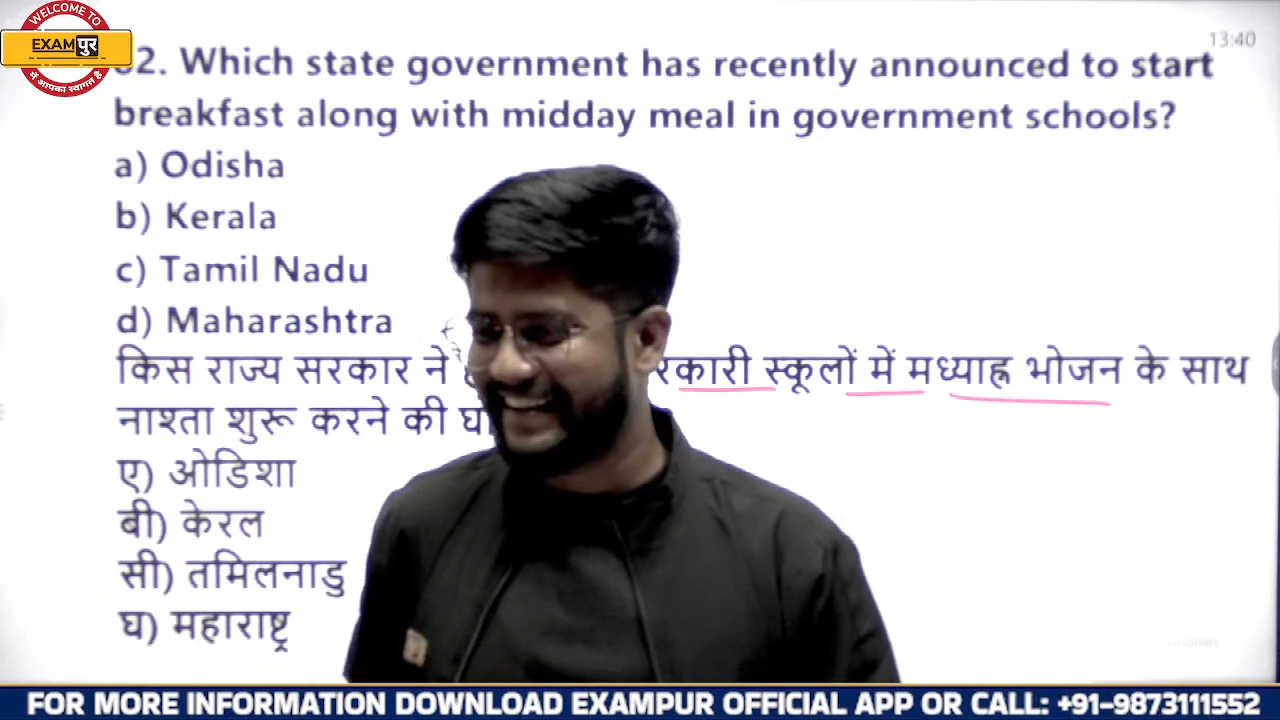 WELCOME TO
EXAMपुर
में आपका स्वागत है
13:40
2. Which state government has recently announced to start
breakfast along with midday meal in government schools?
a) Odisha
b) Kerala
c) Tamil Nadu
d) Maharashtra
किस राज्य सरकार ने रकारी स्कूलों में मध्याह्न भोजन के साथ
नाश्ता शुरू करने की
ए) ओडिशा
बी) केरल
सी) तमिलनाडु
घ) महाराष्ट्र
FOR MORE INFORMATION DOWNLOAD EXAMPUR OFFICIAL APP OR CALL: +91-9873111552